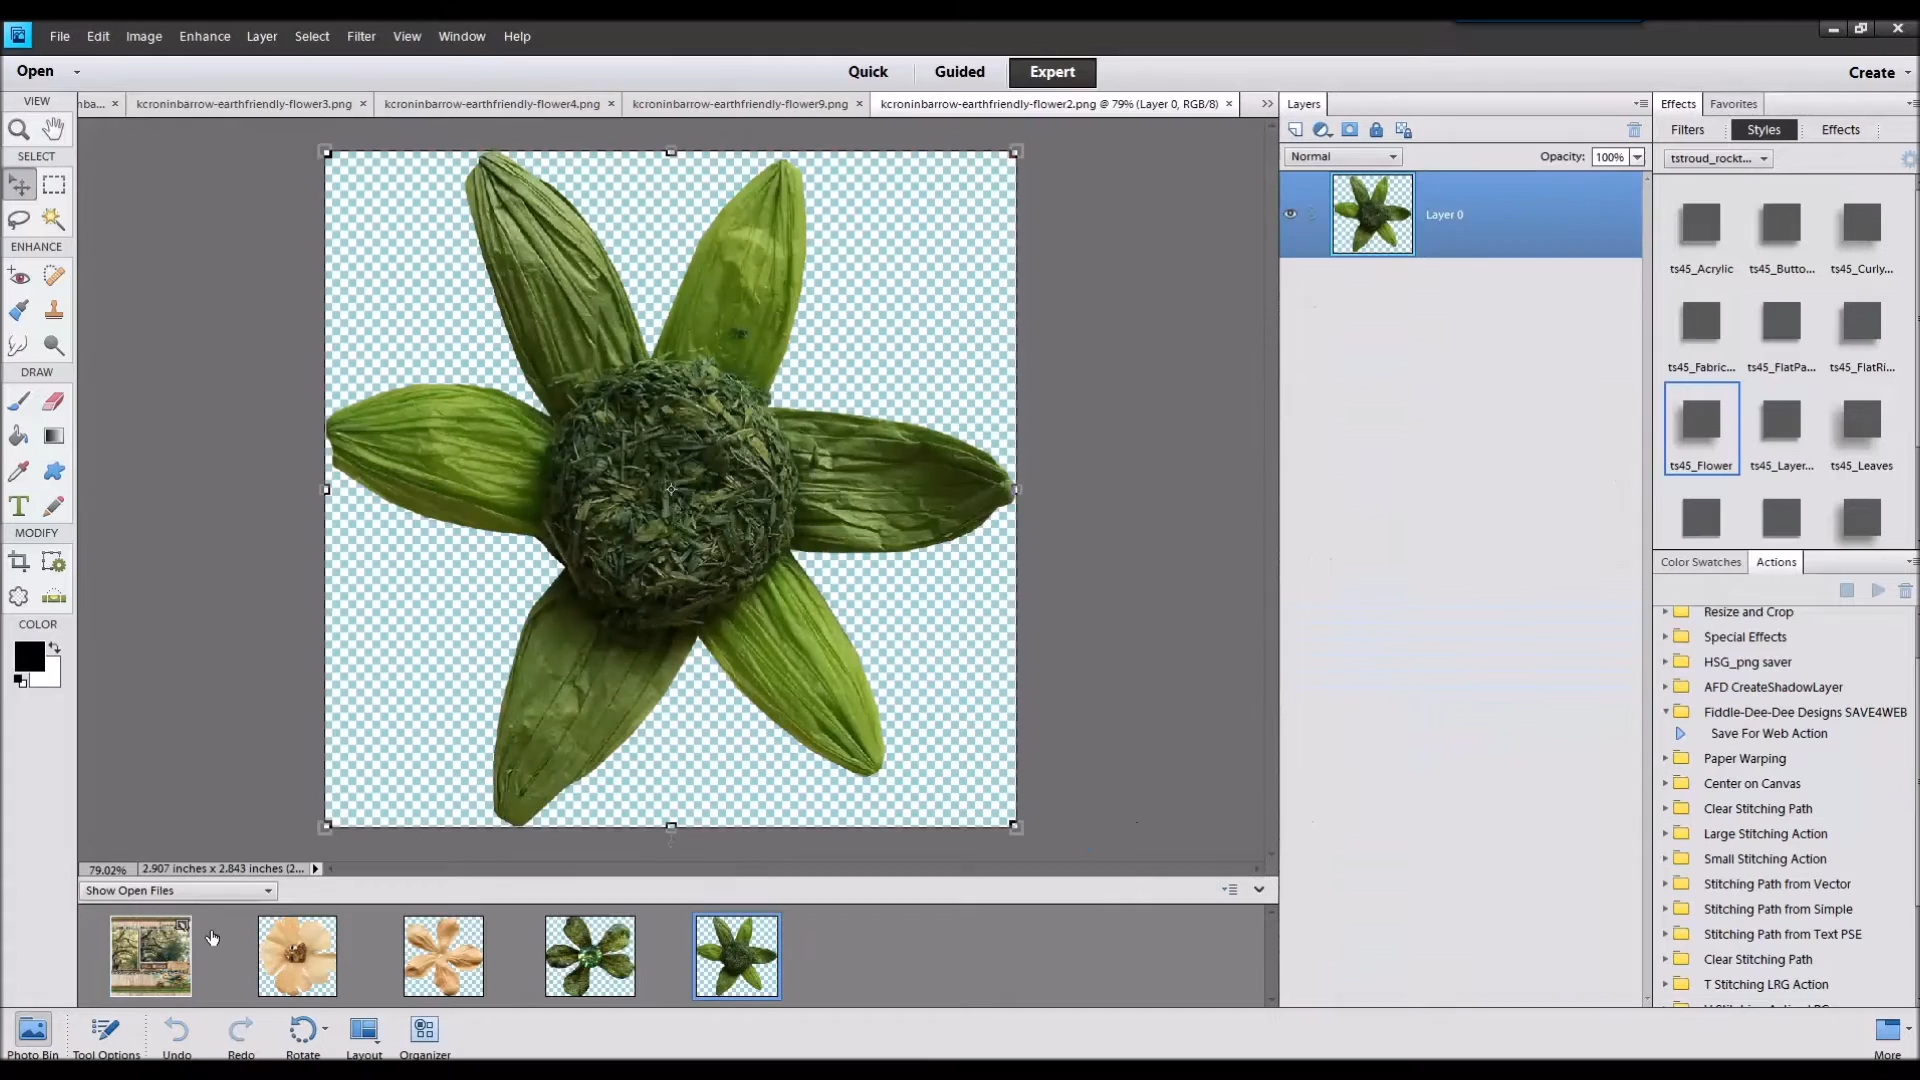 File Edit Image Enhance Layer Select Filter View Window Help
Open Quick Guided Expert Create
VIEW
nba... kcroninbarrow-earthfriendly-flower3.png kcroninbarrow-earthfriendly-flower4.png kcroninbarrow-earthfriendly-flower9.png kcroninbarrow-earthfriendly-flower2.png @ 79% (Layer 0, RGB/8)
Layers
Effects Favorites
Filters Styles Effects
SELECT
Normal Opacity: 100%
tstroud_rockt...
Layer 0
ENHANCE
ts45_Acrylic ts45_Butto... ts45_Curly...
ts45_Fabric... ts45_FlatPa... ts45_FlatRi...
DRAW
ts45_Flower ts45_Layer... ts45_Leaves
T
MODIFY
Color Swatches Actions
COLOR
Resize and Crop
Special Effects
HSG_png saver
AFD CreateShadowLayer
Fiddle-Dee-Dee Designs SAVE4WEB
Save For Web Action
Paper Warping
Center on Canvas
Clear Stitching Path
Large Stitching Action
Small Stitching Action
Stitching Path from Vector
Stitching Path from Simple
Stitching Path from Text PSE
Clear Stitching Path
T Stitching LRG Action
79.02% 2.907 inches x 2.843 inches (2...
Show Open Files
Photo Bin Tool Options Undo Redo Rotate Layout Organizer More